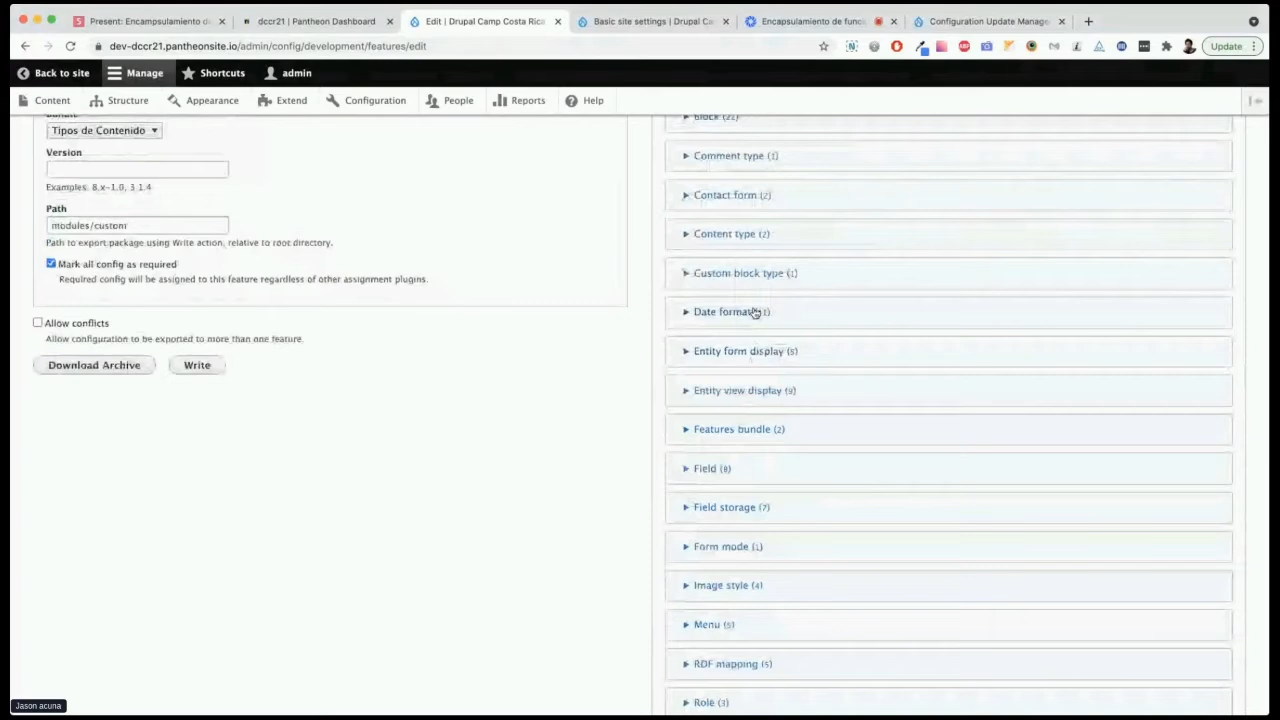 Present: Encampsulamiento d
dccr21 | Pantheon Dashboard
Edit | Drupal Camp Costa Rica
Basic site settings | Drupal Ca
Encapsulamiento de func
Configuration Update Manage
dev-dccr21.pantheonsite.io/admin/config/development/features/edit
Update
Back to site
Manage
Shortcuts
admin
Content
Structure
Appearance
Extend
Configuration
People
Reports
Help
Tipos de Contenido
Version
Examples: 8.x-1.0, 3.1.4
Path
modules/custom
Path to export package using Write action, relative to root directory.
Mark all config as required
Required config will be assigned to this feature regardless of other assignment plugins.
Allow conflicts
Allow configuration to be exported to more than one feature.
Download Archive
Write
Block (22)
Comment type (1)
Contact form (2)
Content type (2)
Custom block type (1)
Date format (1)
Entity form display (5)
Entity view display (9)
Features bundle (2)
Field (8)
Field storage (7)
Form mode (1)
Image style (4)
Menu (5)
RDF mapping (5)
Role (3)
Jason acuna